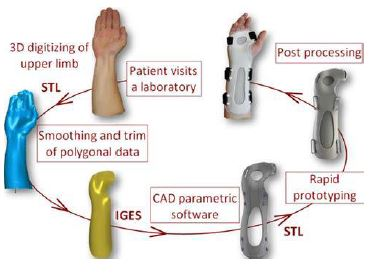 3D digitizing of
upper limb
STL
Patient visits
a laboratory
Post processing
Smoothing and trim
of polygonal data
IGES
CAD parametric
software
Rapid
prototyping
STL